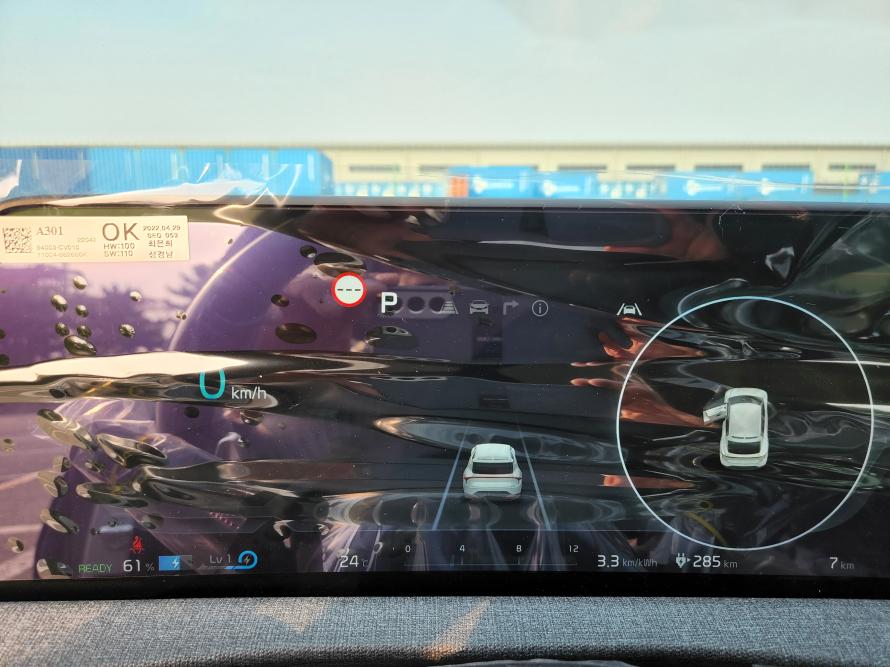 A301
OK
2022.04.29
SEQ 053
HW:100
SW:110
최은희
성경남
P
0 km/h
READY
61 %
Lv 1
24 ℃
0 4 8 12
3.3 km/kWh
285 km
7 km